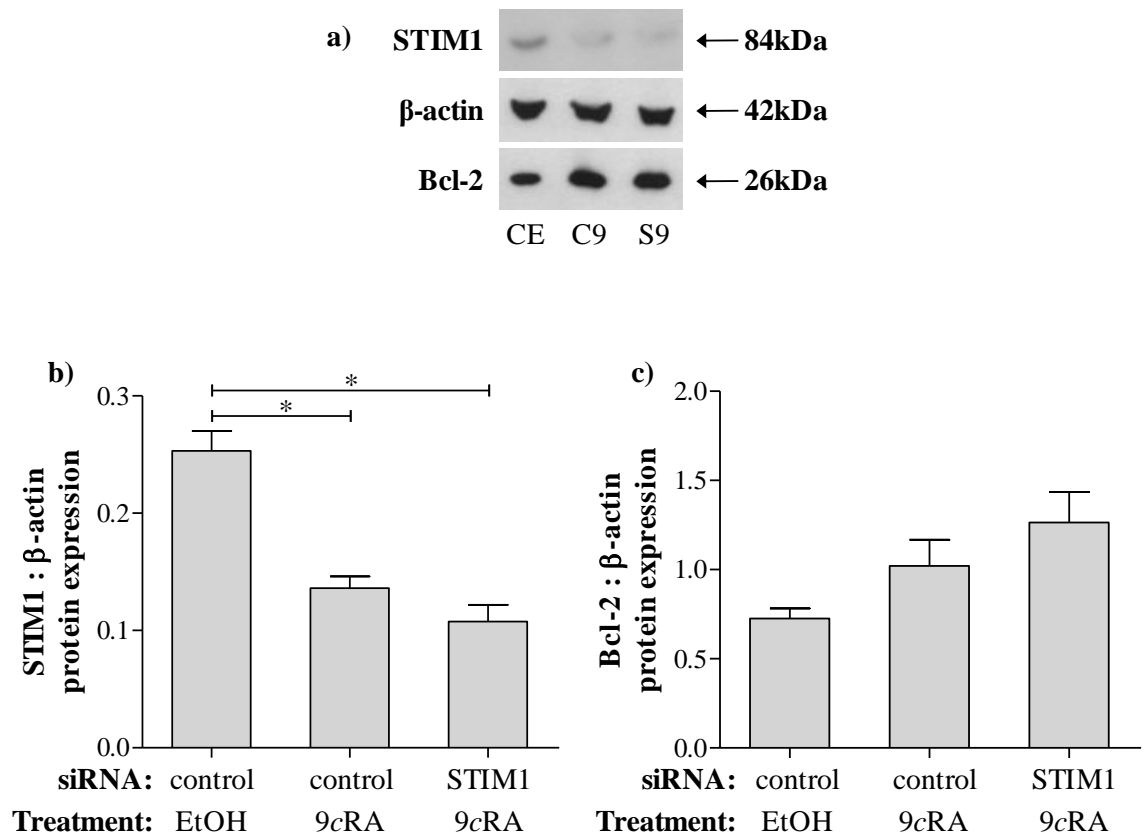 a)
STIM1 84kDa
β-actin 42kDa
Bcl-2 26kDa
CE C9 S9
b)
STIM1 : β-actin
protein expression
0.3
0.2
0.1
0.0
*
*
siRNA: control control STIM1
Treatment: EtOH 9cRA 9cRA
c)
Bcl-2 : β-actin
protein expression
2.0
1.5
1.0
0.5
0.0
control control STIM1
EtOH 9cRA 9cRA